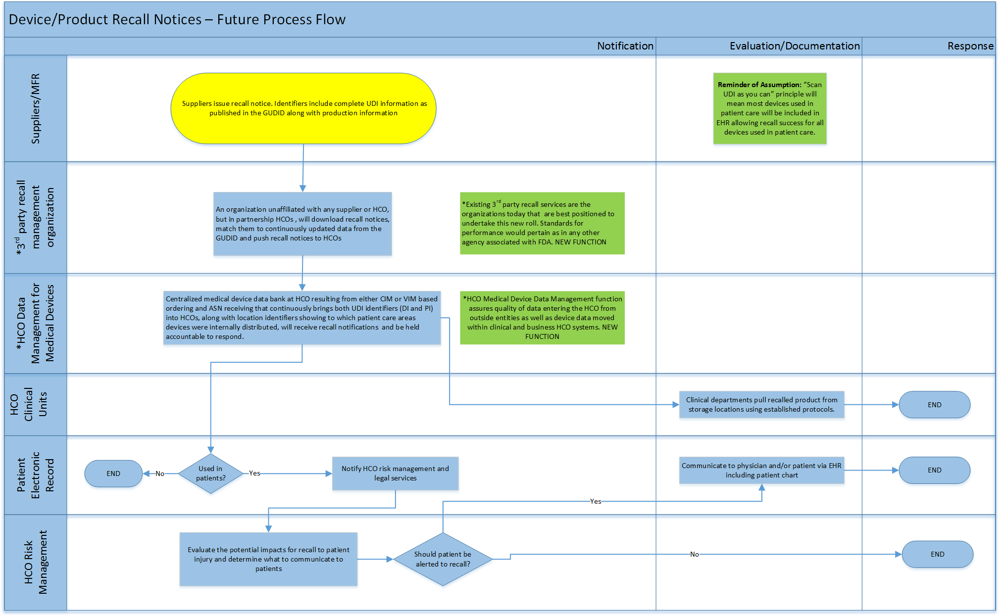 Device/Product Recall Notices – Future Process Flow
Notification
Evaluation/Documentation
Response
Suppliers/MFR
Suppliers issue recall notice. Identifiers include complete UDI information as
published in the GUDID along with production information
Reminder of Assumption: “Scan
UDI as you can” principle will
mean most devices used in
patient care will be included in
EHR allowing recall success for all
devices used in patient care.
*3rd party recall
management
organization
An organization unaffiliated with any supplier or HCO,
but in partnership HCOs , will download recall notices,
match them to continuously updated data from the
GUDID and push recall notices to HCOs
*Existing 3rd party recall services are the
organizations today that  are best positioned to
undertake this new roll. Standards for
performance would pertain as in any other
agency associated with FDA. NEW FUNCTION
*HCO Data
Management for
Medical Devices
Centralized medical device data bank at HCO resulting from either CIM or VIM based
ordering and ASN receiving that continuously brings both UDI identifiers (DI and PI)
into HCOs, along with location identifiers showing to which patient care areas
devices were internally distributed, will receive recall notifications  and be held
accountable to respond.
*HCO Medical Device Data Management function
assures quality of data entering the HCO from
outside entities as well as device data moved
within clinical and business HCO systems. NEW
FUNCTION
HCO
Clinical
Units
Clinical departments pull recalled product from
storage locations using established protocols.
END
Patient
Electronic
Record
END
No
Used in
patients?
Yes
Notify HCO risk management and
legal services
Communicate to physician and/or patient via EHR
including patient chart
END
Yes
HCO Risk
Management
Evaluate the potential impacts for recall to patient
injury and determine what to communicate to
patients
Should patient be
alerted to recall?
No
END